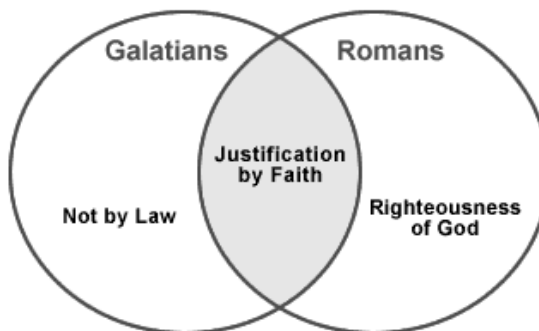 Galatians
Romans
Justification
by Faith
Not by Law
Righteousness
of God